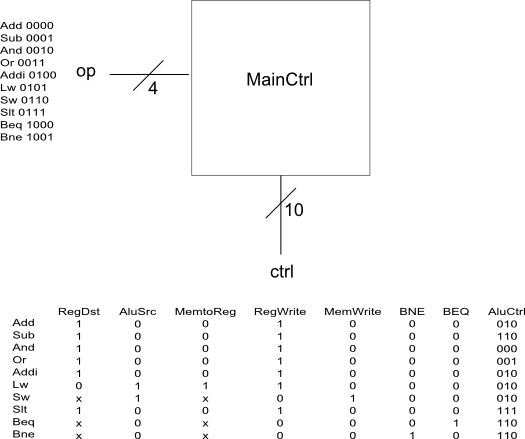 Add 0000
Sub 0001
And 0010
Or 0011
Addi 0100
Lw 0101
Sw 0110
Slt 0111
Beq 1000
Bne 1001
op
4
MainCtrl
10
ctrl
RegDst AluSrc MemtoReg RegWrite MemWrite BNE BEQ AluCtrl
Add 1 0 0 1 0 0 0 010
Sub 1 0 0 1 0 0 0 110
And 1 0 0 1 0 0 0 000
Or 1 0 0 1 0 0 0 001
Addi 1 0 0 1 0 0 0 010
Lw 0 1 1 1 0 0 0 010
Sw x 1 x 0 1 0 0 010
Slt 1 0 0 1 0 0 0 111
Beq x 0 x 0 0 0 1 110
Bne x 0 x 0 0 1 0 110